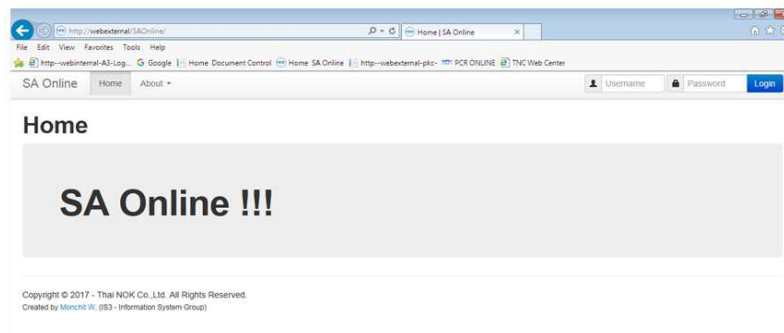 http://webexternal/SAOnline/
Home | SA Online
File Edit View Favorites Tools Help
http--webinternal-A3-Log... Google Home Document Control Home SA Online http--webexternal-pkc- PCR ONLINE TNC Web Center
SA Online Home About Username Password Login
Home
SA Online !!!
Copyright © 2017 - Thai NOK Co.,Ltd. All Rights Reserved.
Created by Monchit W. (IS3 - Information System Group)